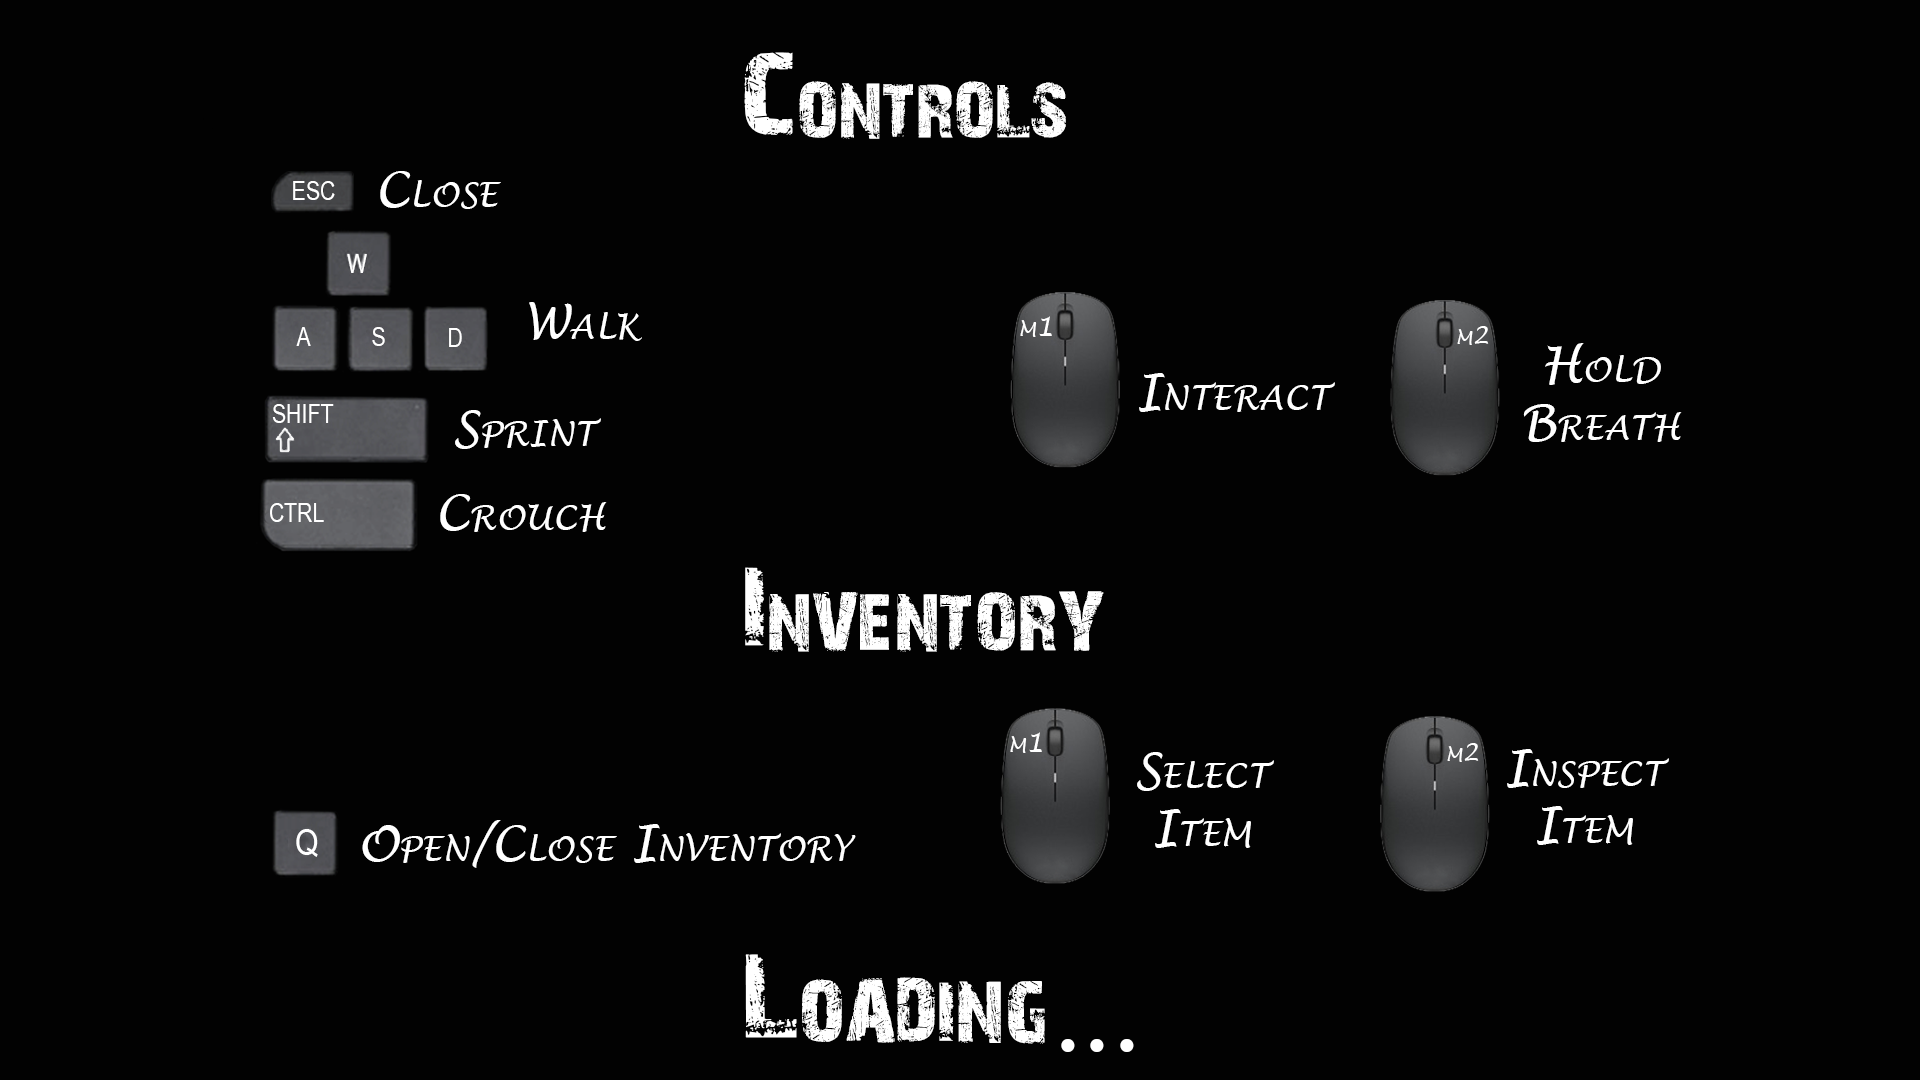 Controls
ESC Close
W
A S D Walk
SHIFT Sprint
CTRL Crouch
M1 Interact
M2 Hold
Breath
Inventory
Q Open/Close Inventory
M1 Select
Item
M2 Inspect
Item
Loading...